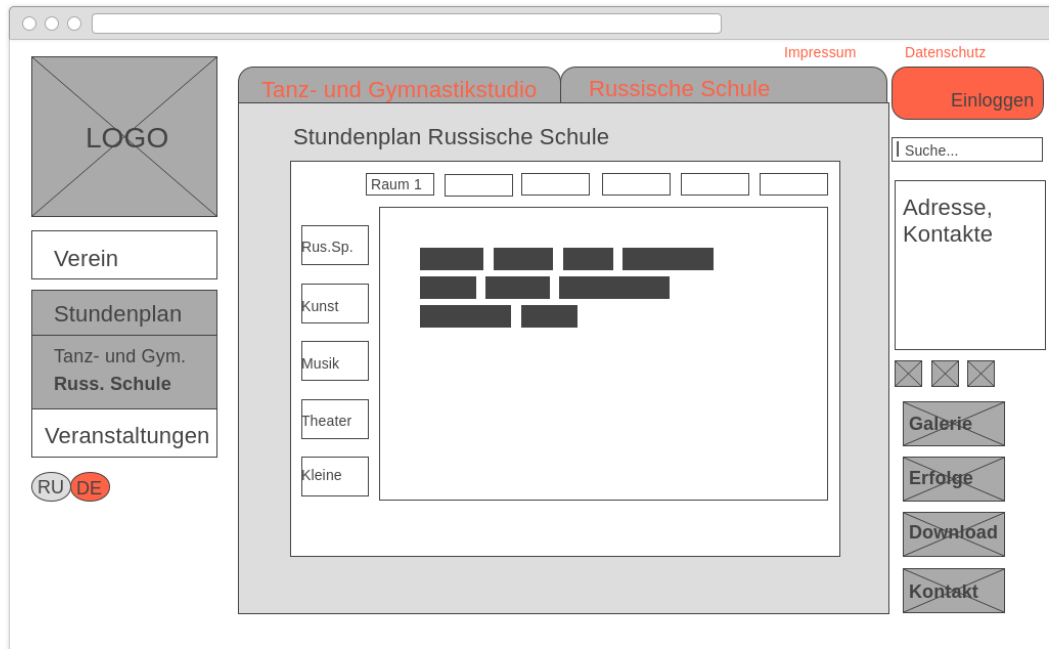 Impressum
Datenschutz
Tanz- und Gymnastikstudio
Russische Schule
Einloggen
LOGO
Stundenplan Russische Schule
Suche...
Raum 1
Adresse,
Kontakte
Verein
Rus.Sp.
Stundenplan
Kunst
Tanz- und Gym.
Russ. Schule
Musik
Theater
Veranstaltungen
Kleine
RU
DE
Galerie
Erfolge
Download
Kontakt